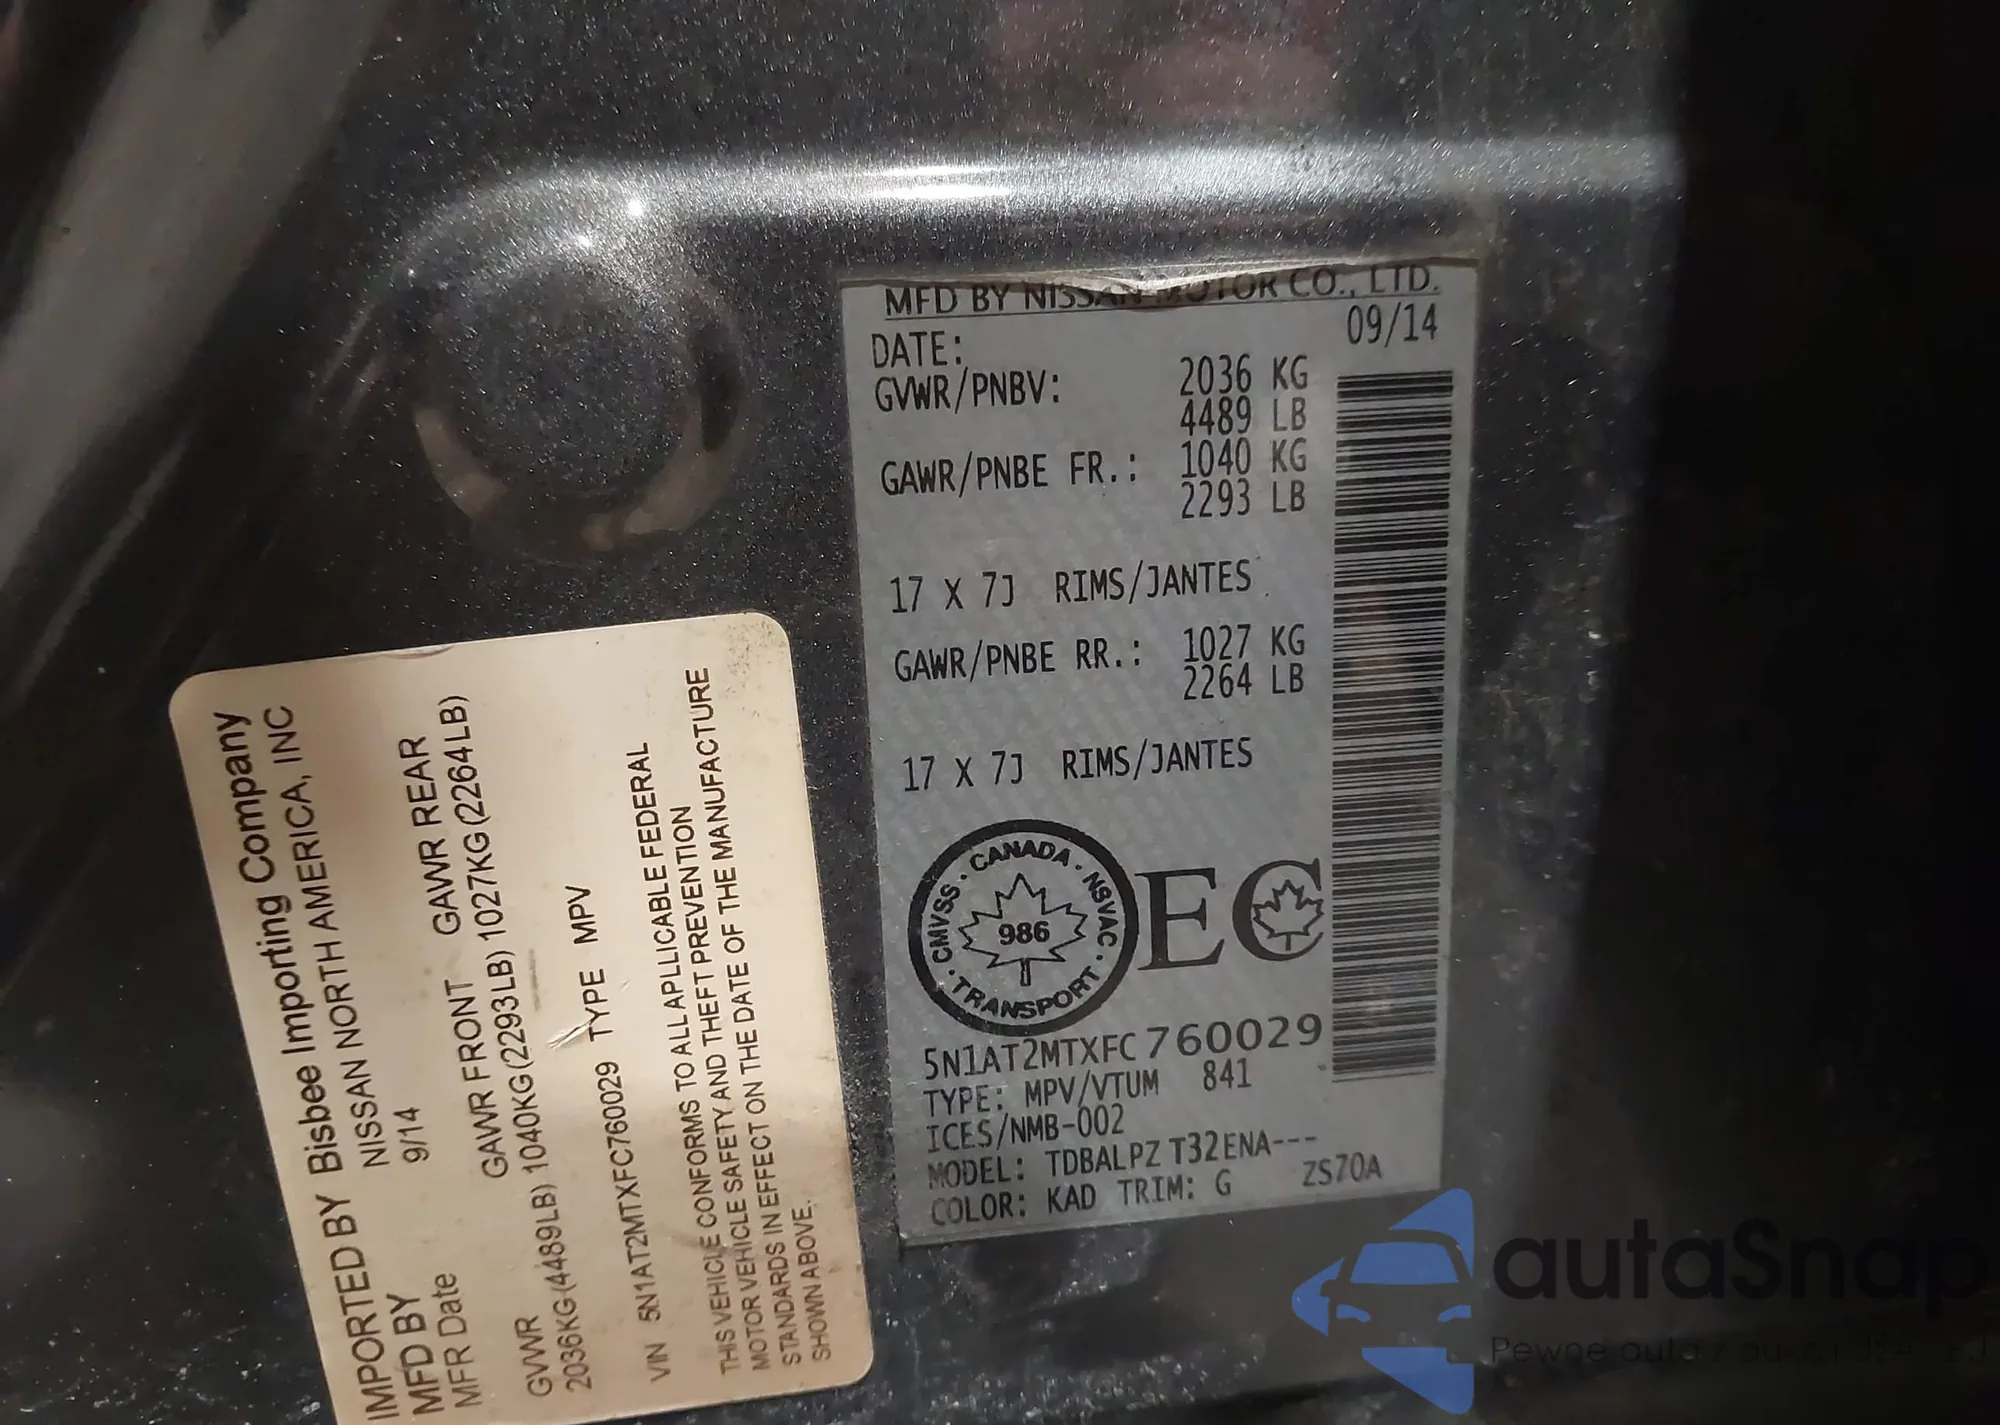 MFD BY NISSAN MOTOR CO., LTD.
DATE: 09/14
GVWR/PNBV: 2036 KG
4489 LB
GAWR/PNBE FR.: 1040 KG
2293 LB
17 X 7J RIMS/JANTES
GAWR/PNBE RR.: 1027 KG
2264 LB
17 X 7J RIMS/JANTES
CANADA · NSVAC · TRANSPORT · CMVSS ·
986
EC
5N1AT2MTXFC760029
TYPE: MPV/VTUM 841
ICES/NMB-002
MODEL: TDBALPZ T32ENA---
COLOR: KAD TRIM: G ZS70A
IMPORTED BY Bisbee Importing Company
MFD BY NISSAN NORTH AMERICA, INC
MFR Date 9/14
GVWR GAWR FRONT GAWR REAR
2036KG(4489LB) 1040KG(2293LB) 1027KG(2264LB)
VIN 5N1AT2MTXFC760029 TYPE MPV
THIS VEHICLE CONFORMS TO ALL APLLICABLE FEDERAL
MOTOR VEHICLE SAFETY AND THEFT PREVENTION
STANDARDS IN EFFECT ON THE DATE OF THE MANUFACTURE
SHOWN ABOVE.
autaSnap
Pewne auta z